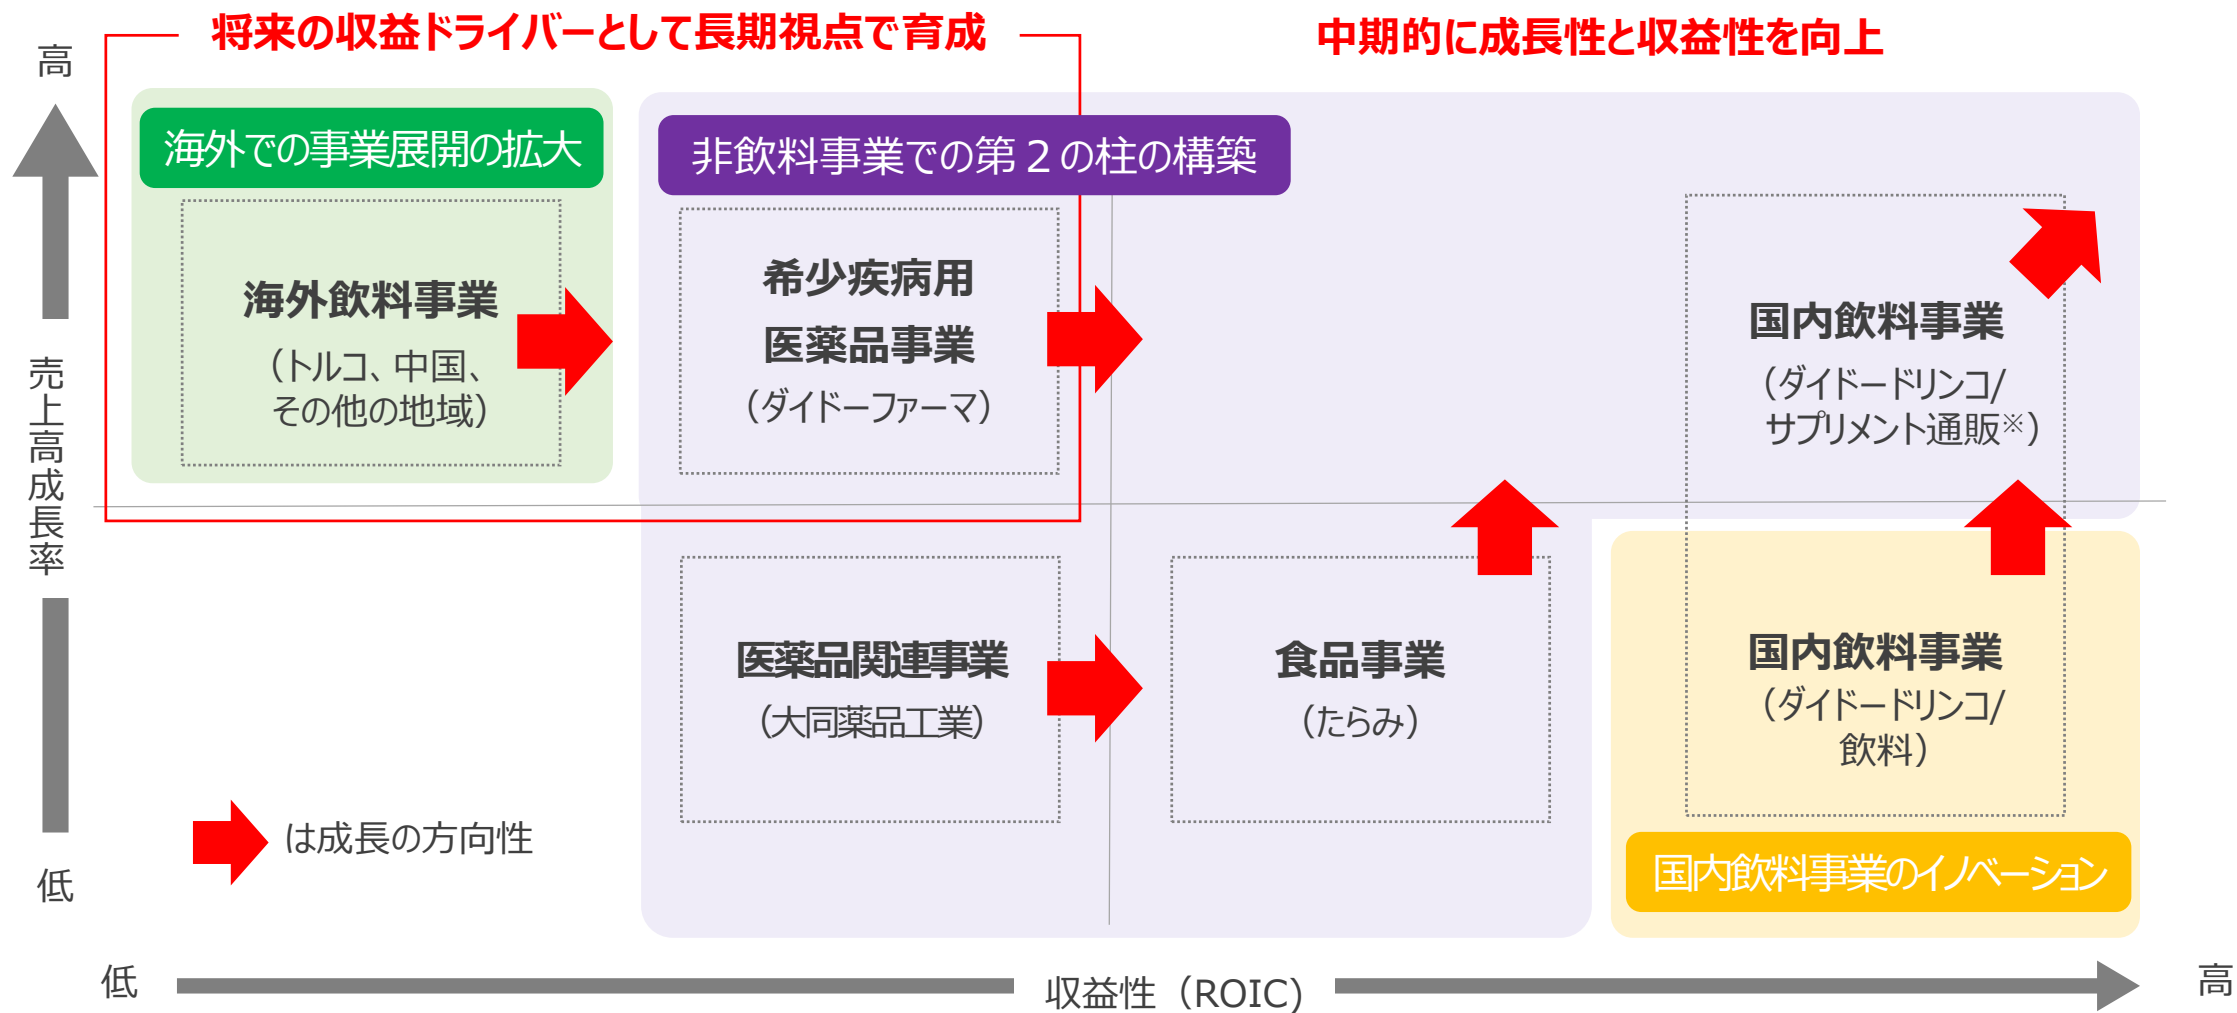 将来の収益ドライバーとして長期視点で育成
中期的に成長性と収益性を向上
高
売上高成長率
低
海外での事業展開の拡大
海外飲料事業
（トルコ、中国、
その他の地域）
非飲料事業での第２の柱の構築
希少疾病用
医薬品事業
（ダイドーファーマ）
国内飲料事業
（ダイドードリンコ/
サプリメント通販※）
医薬品関連事業
（大同薬品工業）
食品事業
（たらみ）
国内飲料事業
（ダイドードリンコ/
飲料）
国内飲料事業のイノベーション
は成長の方向性
低
収益性（ROIC）
高